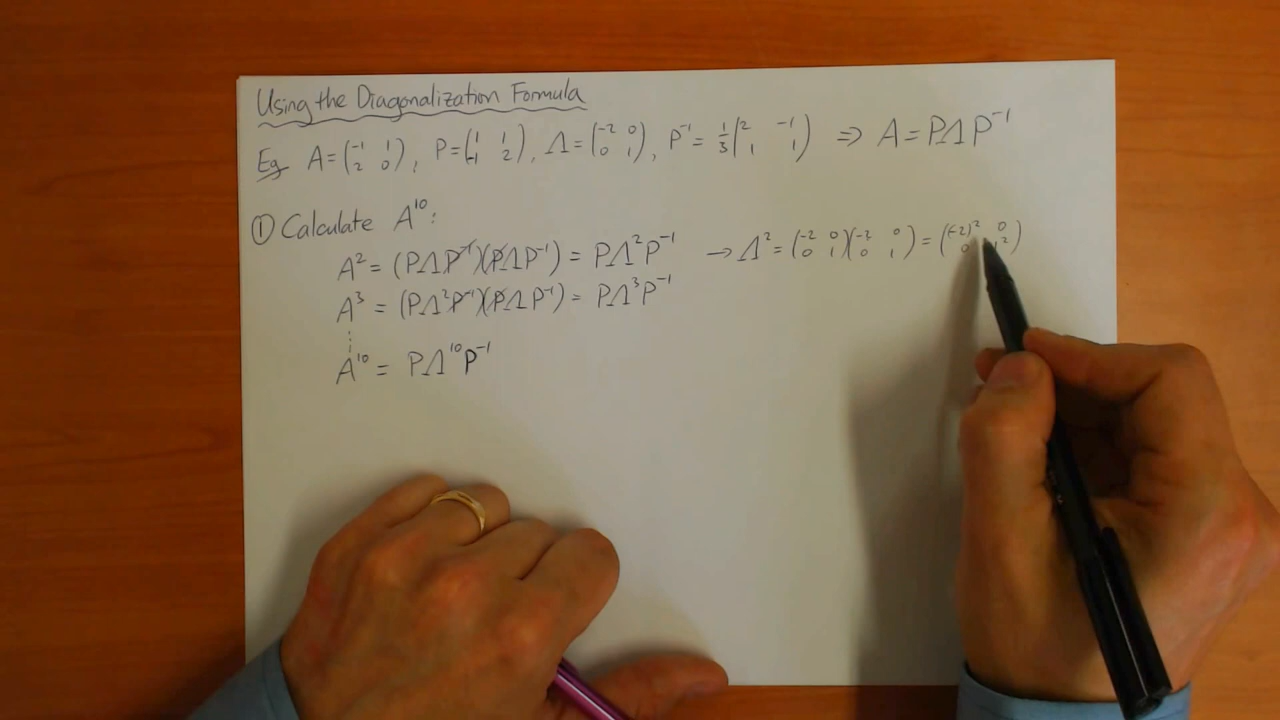 Using the Diagonalization Formula
Eg A = (-1 1 / 2 0), P = (1 1 / -1 2), Λ = (-2 0 / 0 1), P⁻¹ = 1/3 (2 -1 / 1 1) ⇒ A = PΛP⁻¹
① Calculate A¹⁰:
A² = (PΛP⁻¹)(PΛP⁻¹) = PΛ²P⁻¹ → Λ² = (-2 0 / 0 1)(-2 0 / 0 1) = ((-2)² 0 / 0 1²)
A³ = (PΛ²P⁻¹)(PΛP⁻¹) = PΛ³P⁻¹
A¹⁰ = PΛ¹⁰P⁻¹